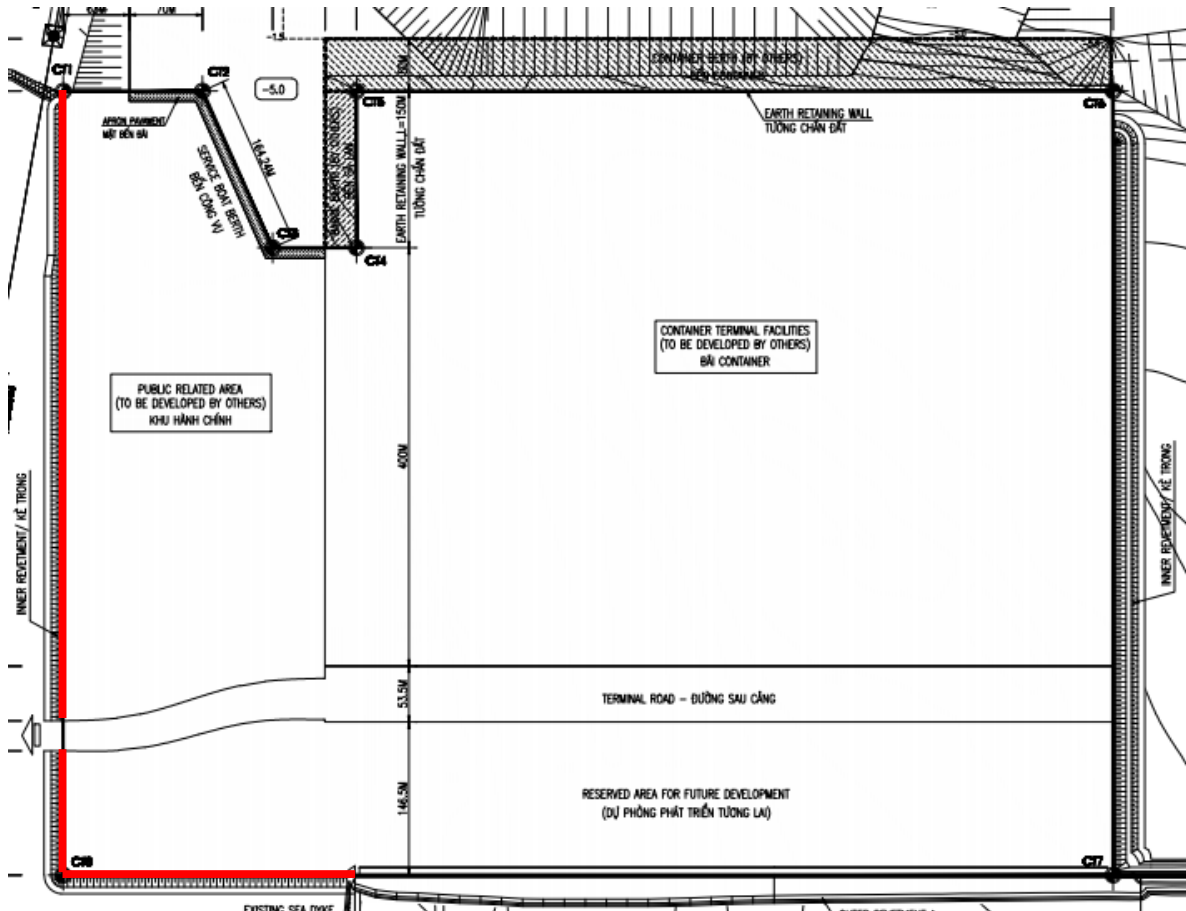 70M
-1.5
CT1
CT2
-5.0
CONTAINER BERTH (BY OTHERS)
BẾN CONTAINER
50M
CT5
CT6
APRON PAVEMENT
MẶT BẾN BÃI
164.24M
SERVICE BOAT BERTH
BẾN CÔNG VỤ
EARTH RETAINING WALL, L=150M
TƯỜNG CHẮN ĐẤT
EARTH RETAINING WALL
TƯỜNG CHẮN ĐẤT
CT3
CT4
CONTAINER TERMINAL FACILITIES
(TO BE DEVELOPED BY OTHERS)
BÃI CONTAINER
PUBLIC RELATED AREA
(TO BE DEVELOPED BY OTHERS)
KHU HÀNH CHÍNH
400M
INNER REVETMENT/ KÈ TRONG
INNER REVETMENT/ KÈ TRONG
53.5M
TERMINAL ROAD - ĐƯỜNG SAU CẢNG
146.5M
RESERVED AREA FOR FUTURE DEVELOPMENT
(DỰ PHÒNG PHÁT TRIỂN TƯƠNG LAI)
CT8
CT7
EXISTING SEA DYKE